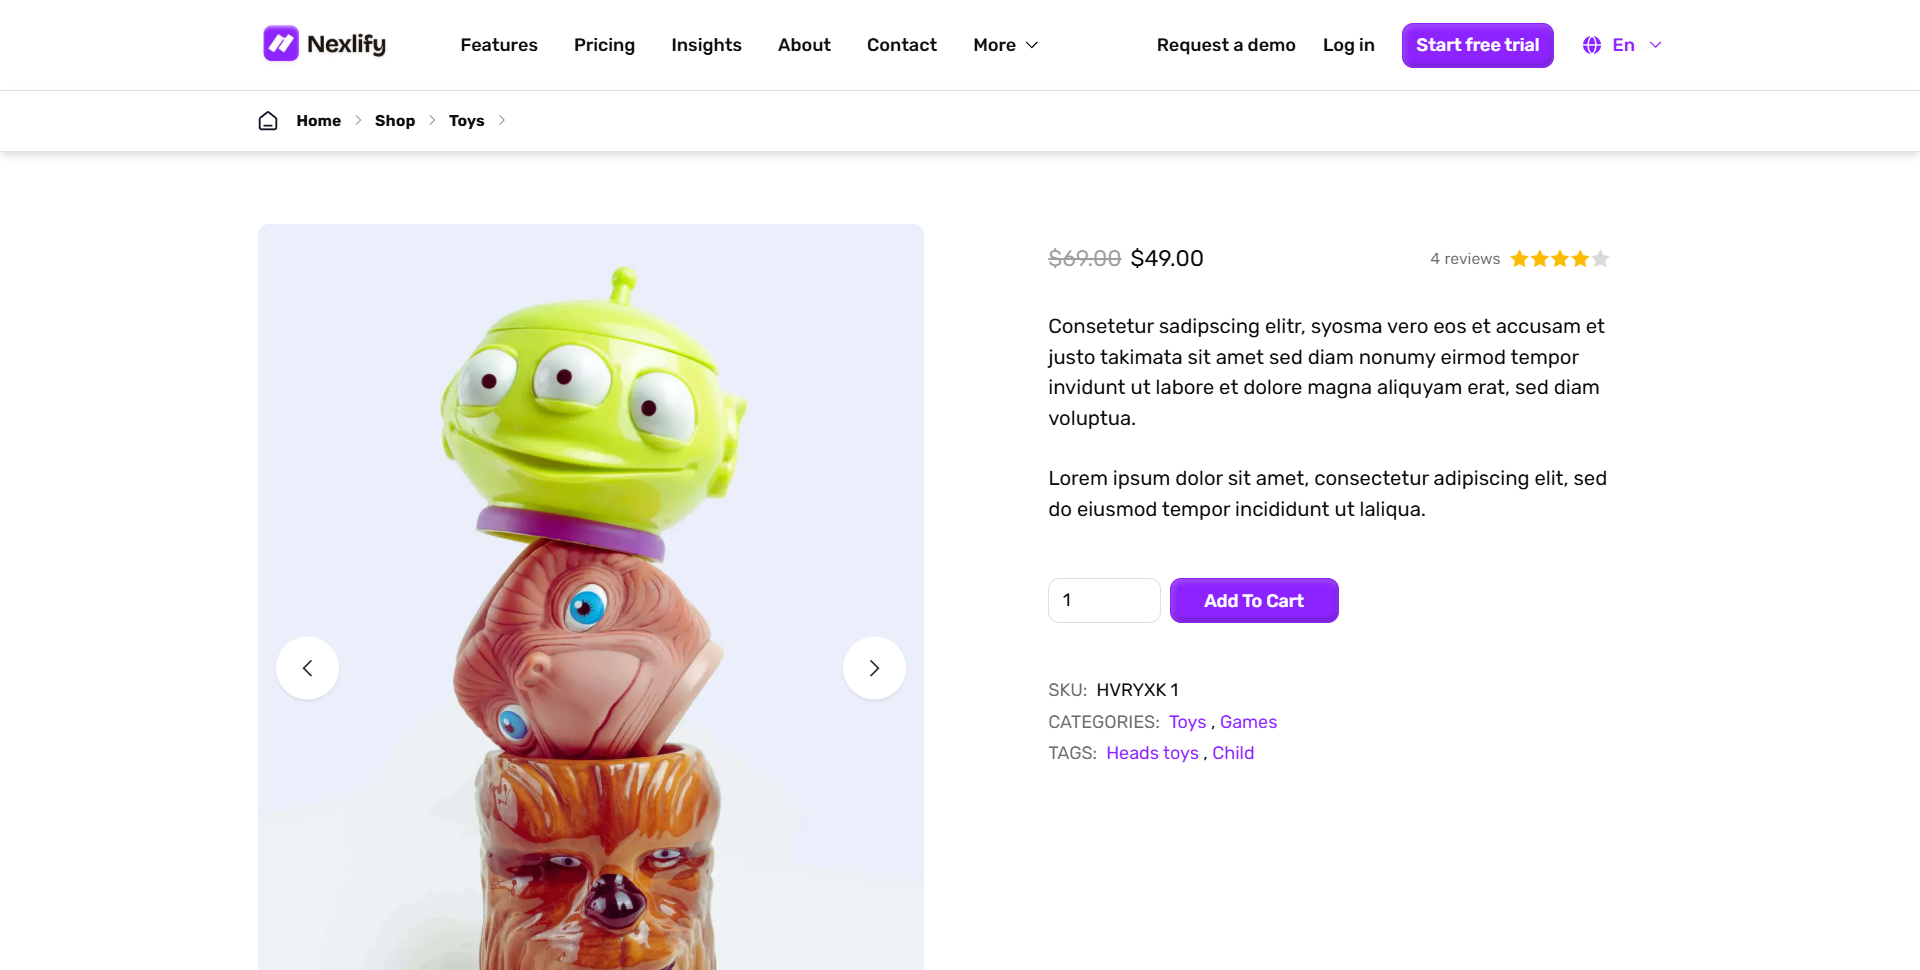 Nexlify
Features
Pricing
Insights
About
Contact
More
Request a demo
Log in
Start free trial
En
Home
Shop
Toys
$69.00 $49.00
4 reviews
Consetetur sadipscing elitr, syosma vero eos et accusam et
justo takimata sit amet sed diam nonumy eirmod tempor
invidunt ut labore et dolore magna aliquyam erat, sed diam
voluptua.
Lorem ipsum dolor sit amet, consectetur adipiscing elit, sed
do eiusmod tempor incididunt ut laliqua.
1
Add To Cart
SKU: HVRYXK 1
CATEGORIES: Toys , Games
TAGS: Heads toys , Child